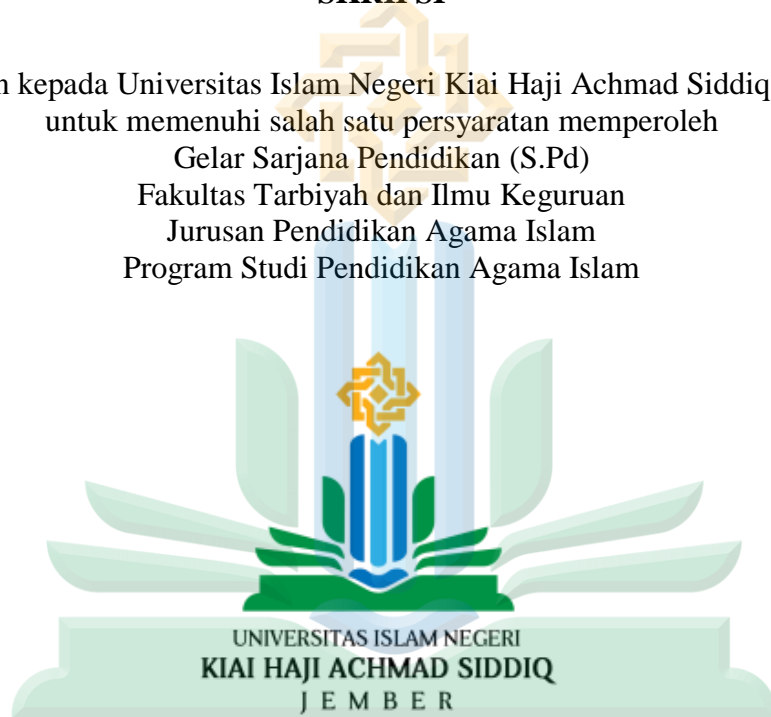 kepada Universitas Islam Negeri Kiai Haji Achmad Siddiq
untuk memenuhi salah satu persyaratan memperoleh
Gelar Sarjana Pendidikan (S.Pd)
Fakultas Tarbiyah dan Ilmu Keguruan
Jurusan Pendidikan Agama Islam
Program Studi Pendidikan Agama Islam
UNIVERSITAS ISLAM NEGERI
KIAI HAJI ACHMAD SIDDIQ
JEMBER